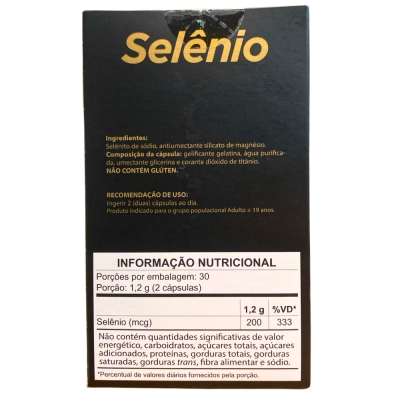 Selênio
Ingredientes:
Selênito de sódio, antiumectante silicato de magnésio.
Composição da cápsula: gelificante gelatina, água purifica-
da, umectante glicerina e corante dióxido de titânio.
NÃO CONTÉM GLÚTEN.
RECOMENDAÇÃO DE USO:
Ingerir 2 (duas) cápsulas ao dia.
Produto indicado para o grupo populacional Adulto ≥ 19 anos.
INFORMAÇÃO NUTRICIONAL
Porções por embalagem: 30
Porção: 1,2 g (2 cápsulas)
1,2 g %VD*
Selênio (mcg) 200 333
Não contém quantidades significativas de valor
energético, carboidratos, açúcares totais, açúcares
adicionados, proteínas, gorduras totais, gorduras
saturadas, gorduras trans, fibra alimentar e sódio.
*Percentual de valores diários fornecidos pela porção.